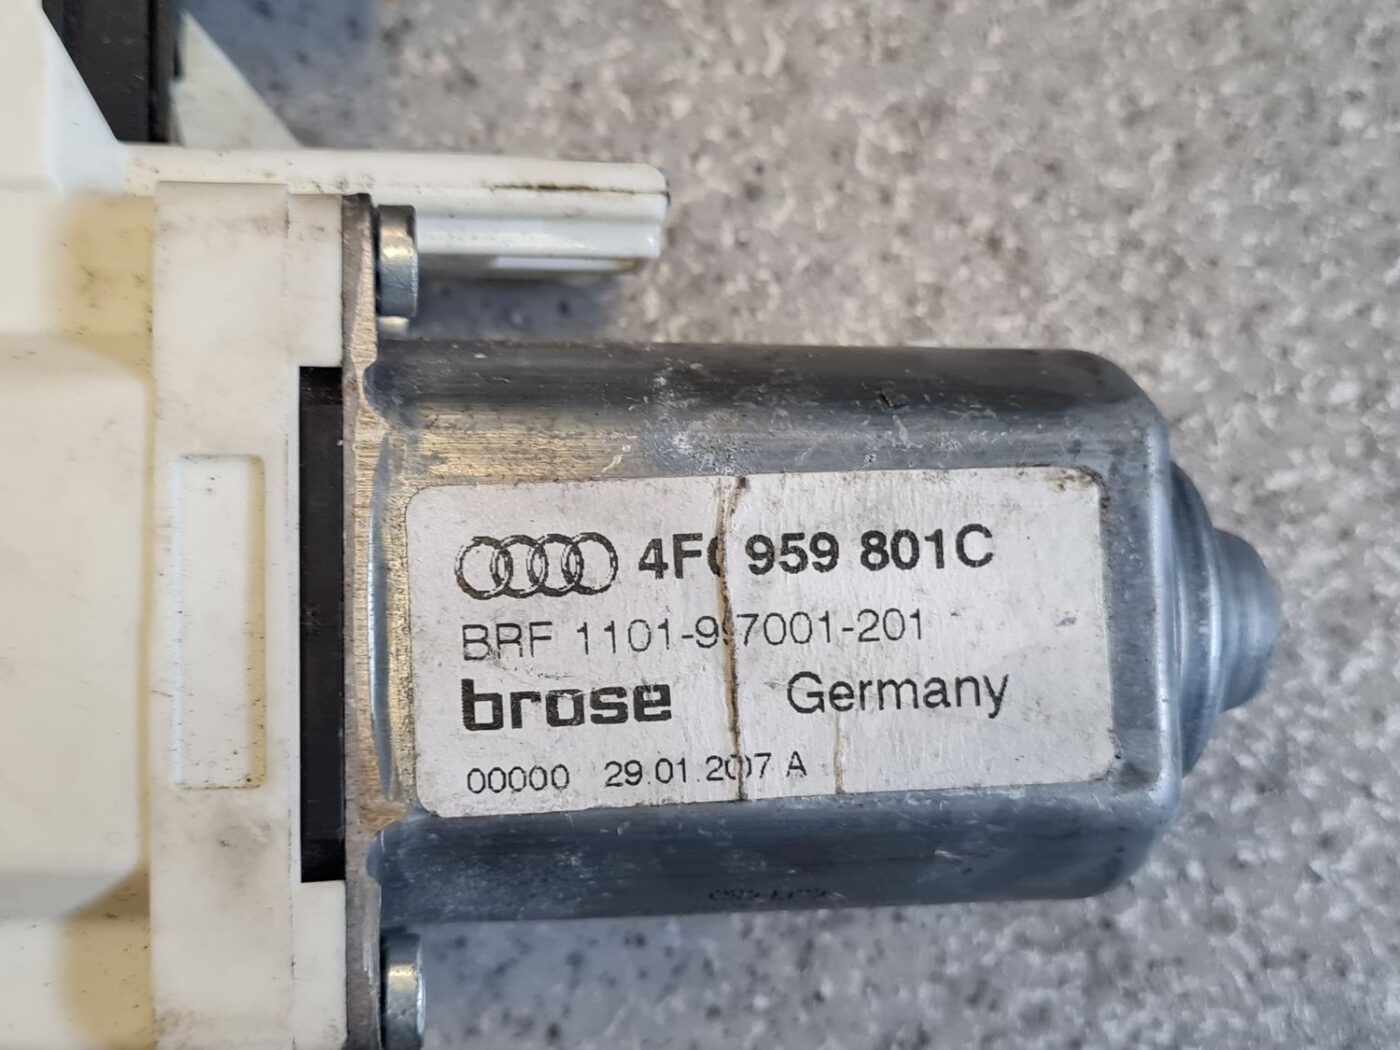 4F0 959 801C
BRF 1101-997001-201
brose Germany
00000 29.01.2007 A